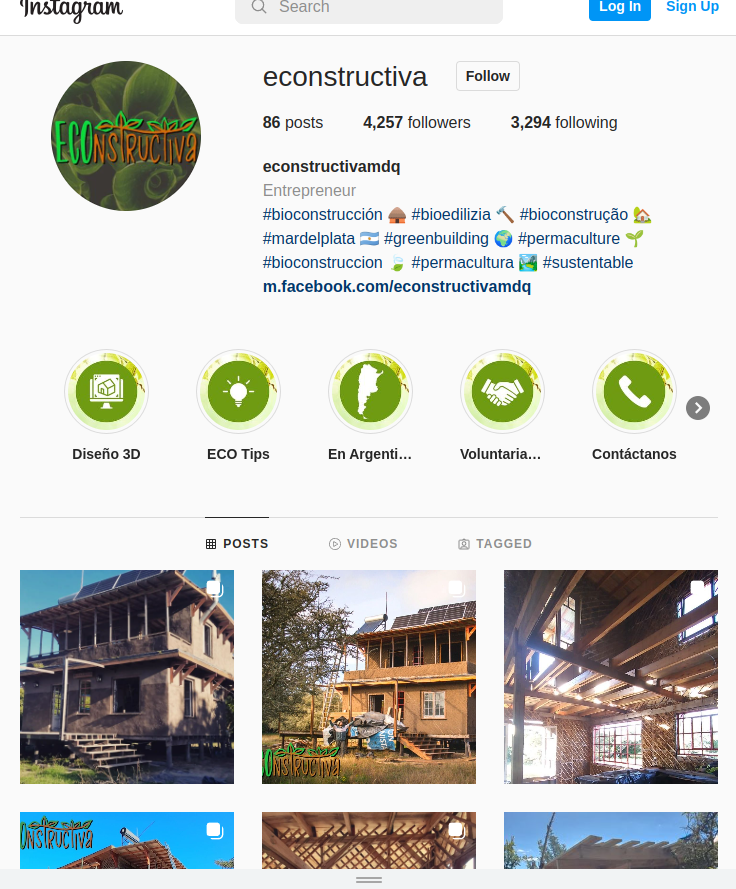 Instagram
Search
Log In
Sign Up
ECONSTRUCTIVA
econstructiva
Follow
86 posts
4,257 followers
3,294 following
econstructivamdq
Entrepreneur
#bioconstrucción 🛖 #bioedilizia 🔨 #bioconstrução 🏡
#mardelplata 🇦🇷 #greenbuilding 🌍 #permaculture 🌱
#bioconstruccion 🍃 #permacultura 🏞️ #sustentable
m.facebook.com/econstructivamdq
Diseño 3D
ECO Tips
En Argenti…
Voluntaria…
Contáctanos
POSTS
VIDEOS
TAGGED
CONSTRUCTIVA
CONSTRUCTIVA